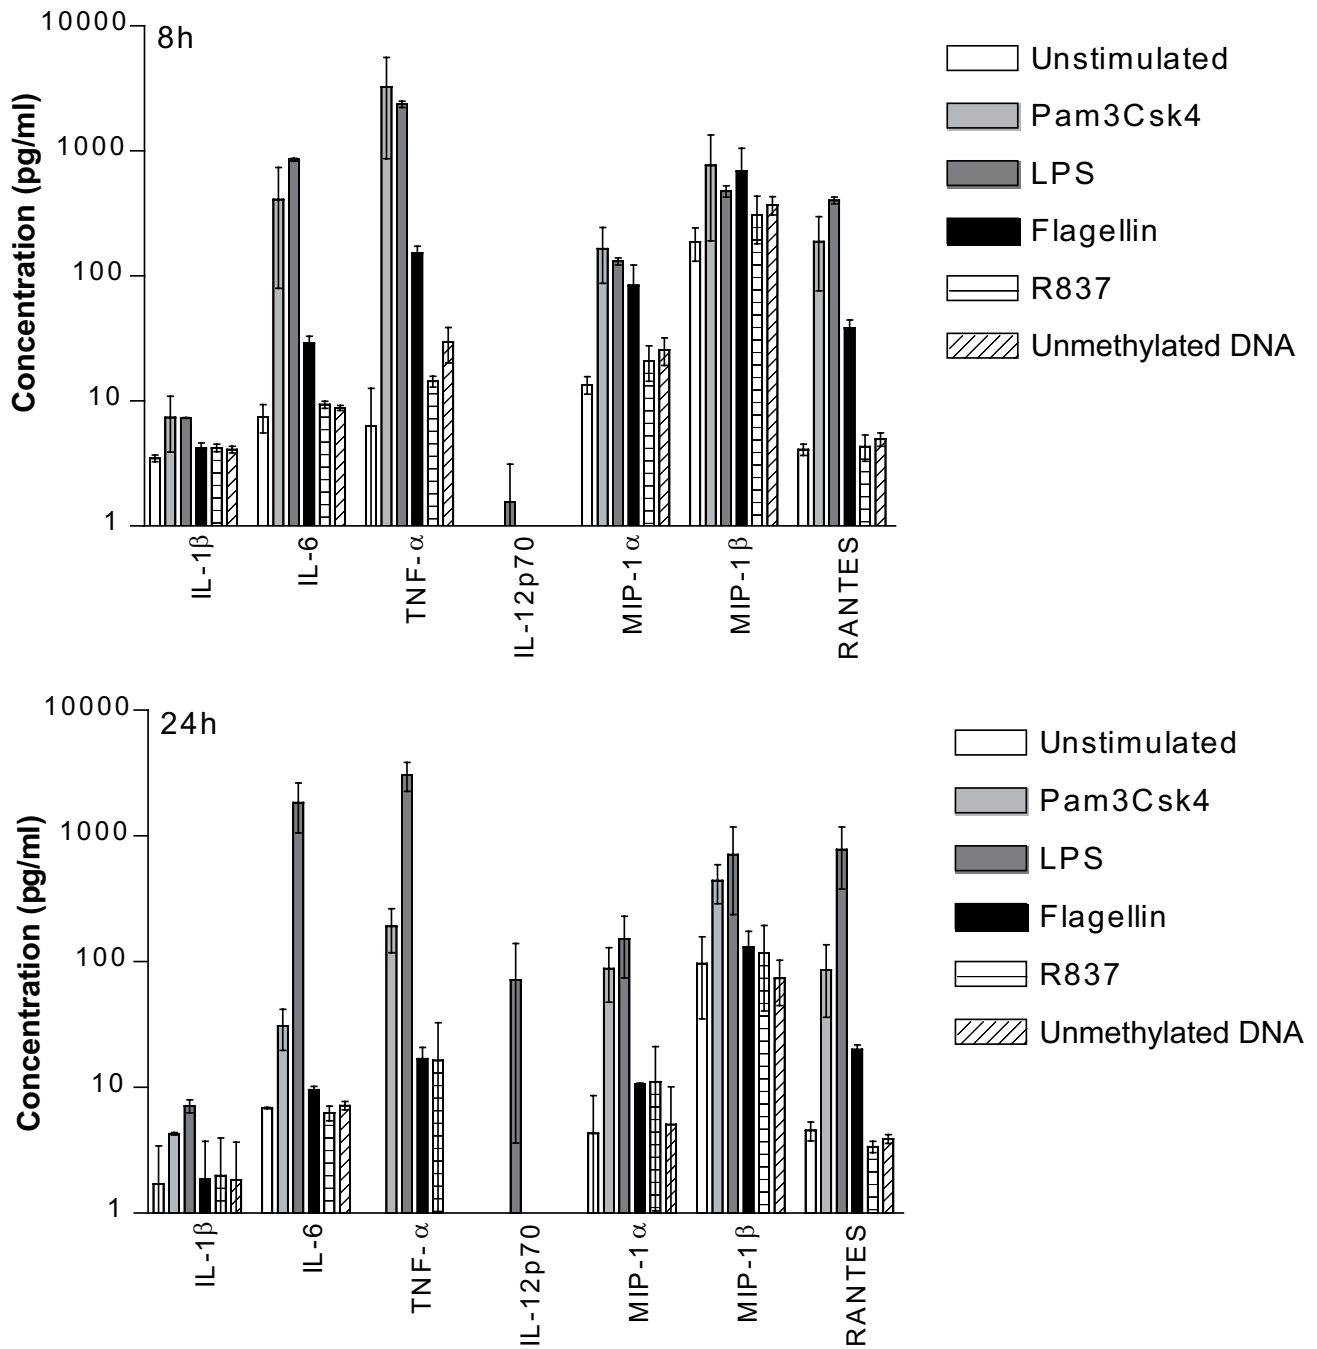 10000
8h
1000
100
10
1
Concentration (pg/ml)
IL-1β
IL-6
TNF-α
IL-12p70
MIP-1α
MIP-1β
RANTES
Unstimulated
Pam3Csk4
LPS
Flagellin
R837
Unmethylated DNA
10000
24h
1000
100
10
1
Concentration (pg/ml)
IL-1β
IL-6
TNF-α
IL-12p70
MIP-1α
MIP-1β
RANTES
Unstimulated
Pam3Csk4
LPS
Flagellin
R837
Unmethylated DNA